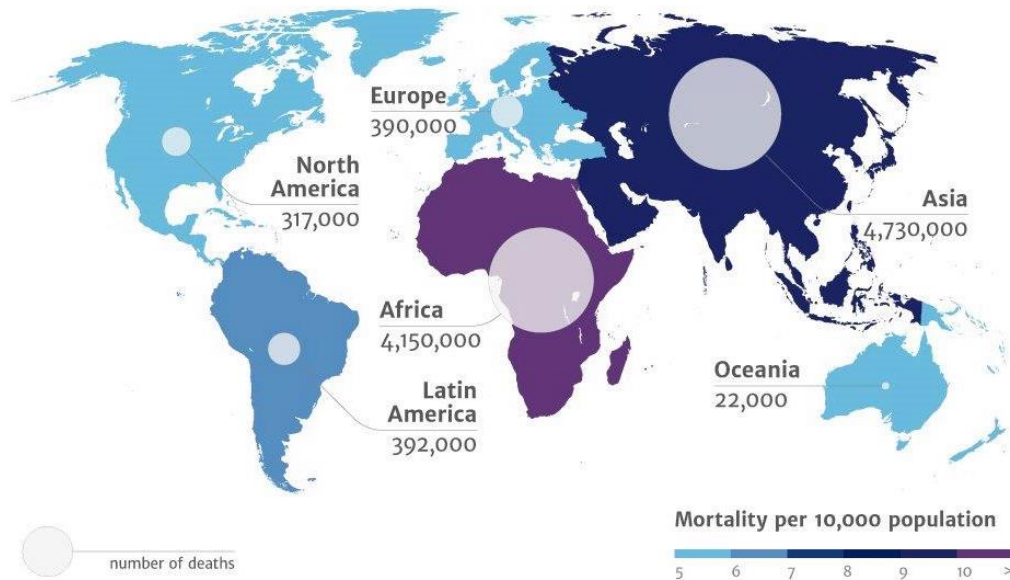 Europe
390,000
North
America
317,000
Asia
4,730,000
Africa
4,150,000
Oceania
22,000
Latin
America
392,000
Mortality per 10,000 population
number of deaths
5 6 7 8 9 10 >